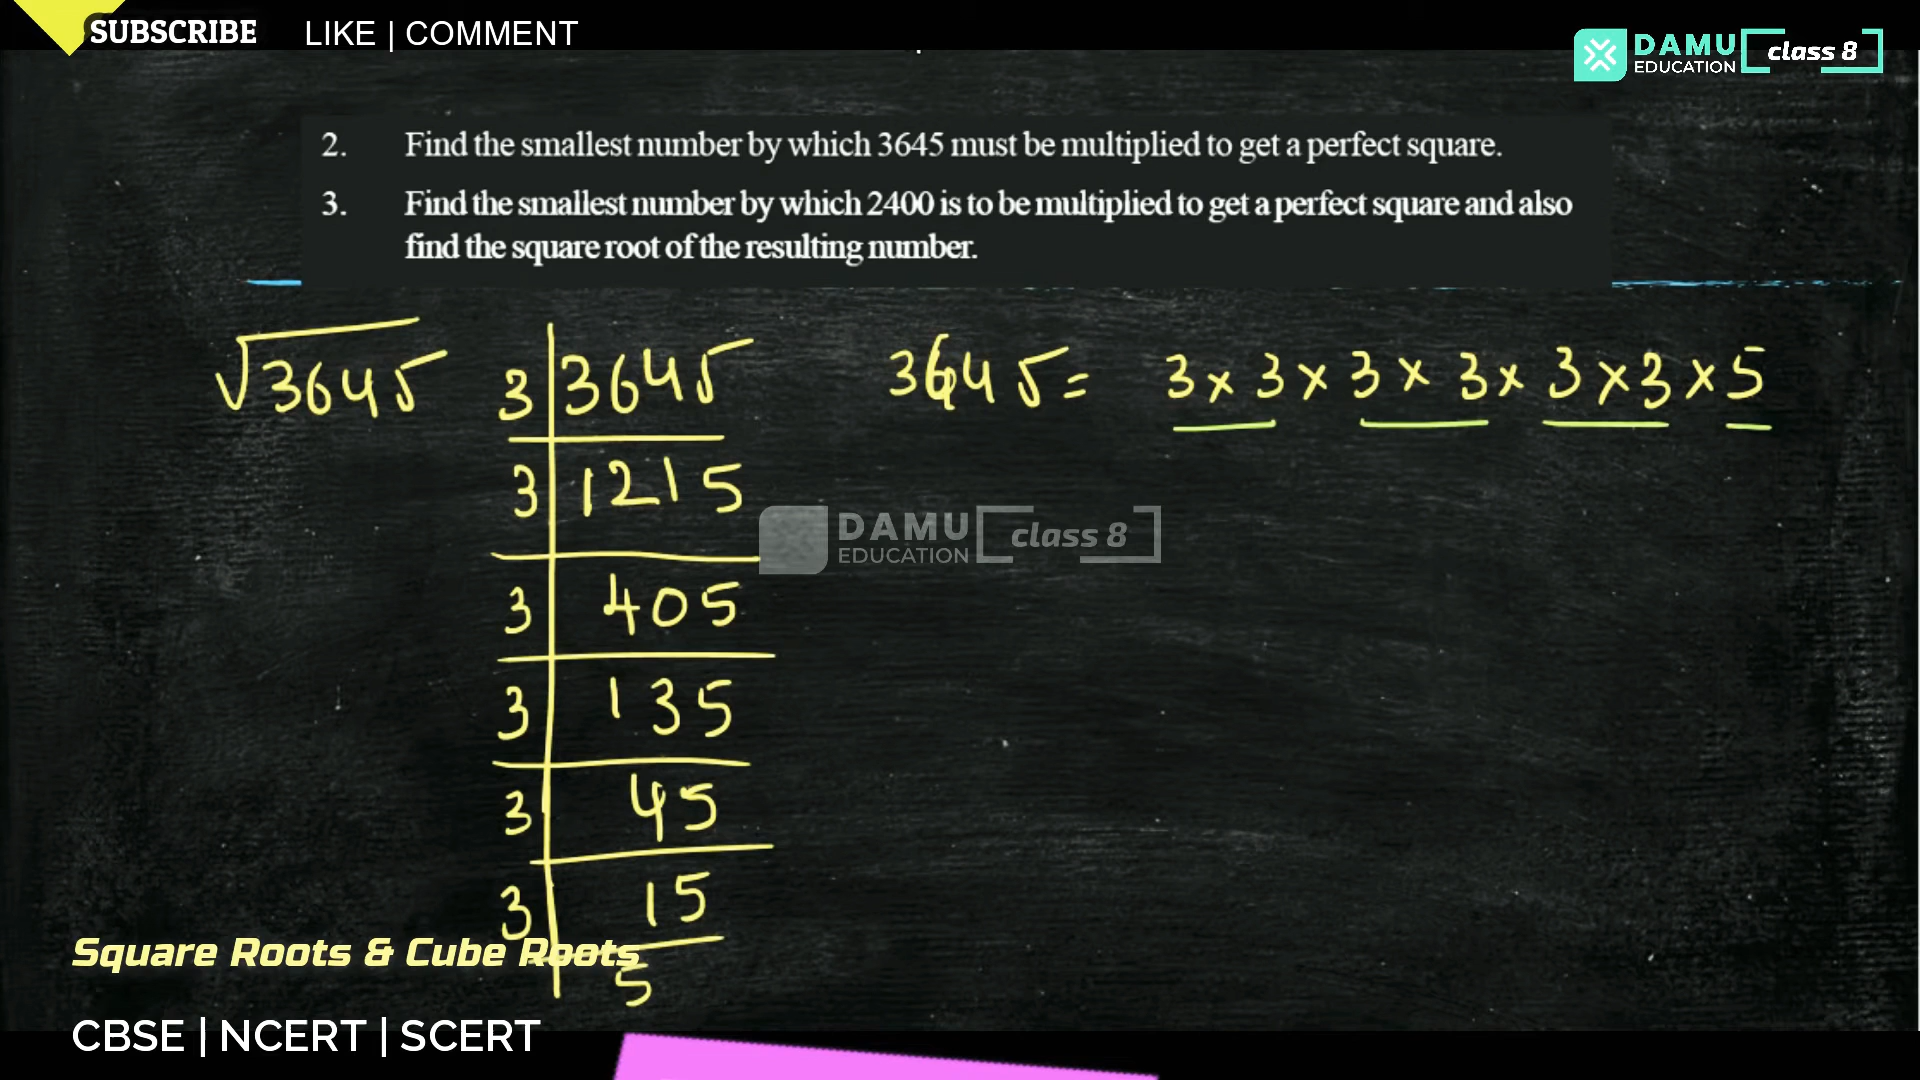 SUBSCRIBE LIKE | COMMENT
DAMU EDUCATION class 8
2. Find the smallest number by which 3645 must be multiplied to get a perfect square.
3. Find the smallest number by which 2400 is to be multiplied to get a perfect square and also
find the square root of the resulting number.
√3645
3 | 3645
3 | 1215
3 | 405
3 | 135
3 | 45
3 | 15
5
3645 = 3 × 3 × 3 × 3 × 3 × 3 × 5
DAMU EDUCATION class 8
Square Roots & Cube Roots
CBSE | NCERT | SCERT